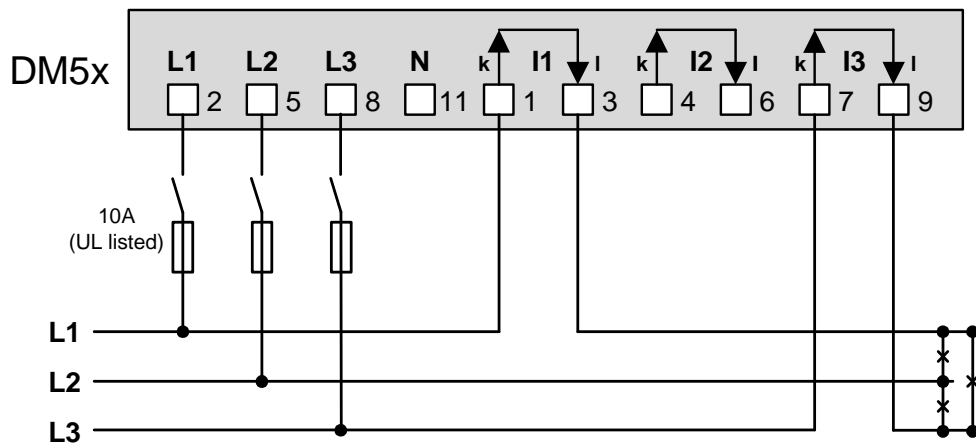 DM5x
L1 L2 L3 N k I1 l k I2 l k I3 l
2 5 8 11 1 3 4 6 7 9
10A
(UL listed)
L1
L2
L3